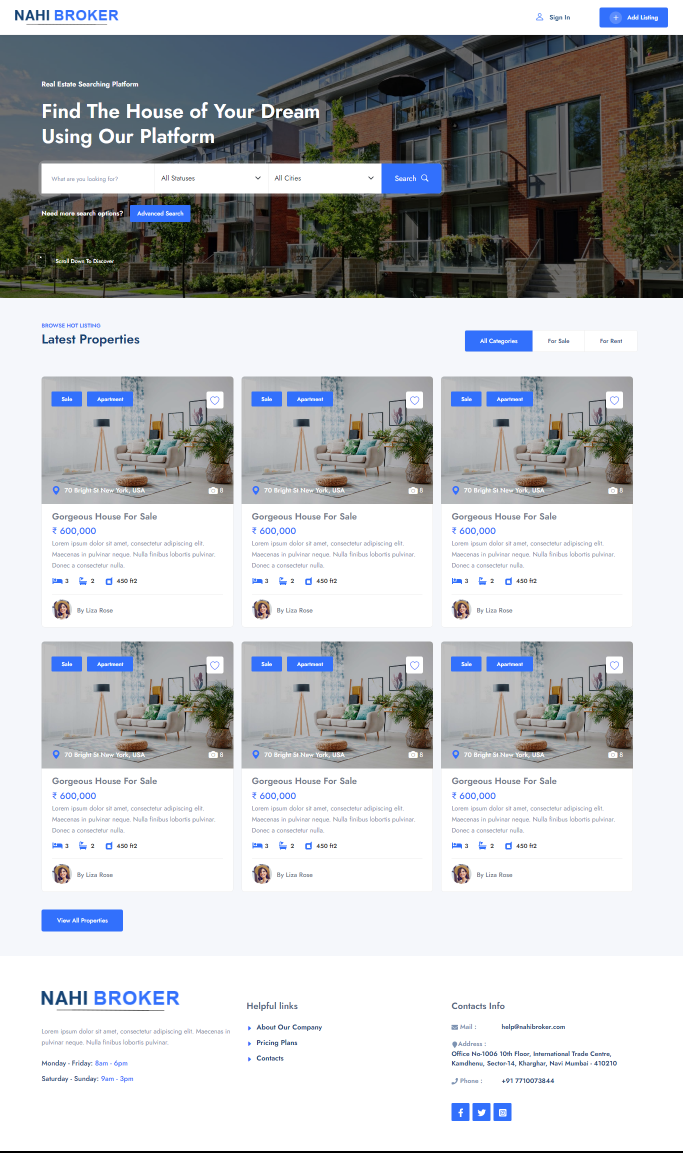 NAHI BROKER
Sign In
Add Listing
Real Estate Searching Platform
Find The House of Your Dream
Using Our Platform
What are you looking for?
All Statuses
All Cities
Search
Need more search options?
Advanced Search
Scroll Down To Discover
BROWSE HOT LISTING
Latest Properties
All Categories
For Sale
For Rent
Sale Apartment
Sale Apartment
Sale Apartment
70 Bright St New York, USA 8
70 Bright St New York, USA 8
70 Bright St New York, USA 8
Gorgeous House For Sale
₹ 600,000
Lorem ipsum dolor sit amet, consectetur adipiscing elit.
Maecenas in pulvinar neque. Nulla finibus lobortis pulvinar.
Donec a consectetur nulla.
3 2 450 ft2
By Liza Rose
Gorgeous House For Sale
₹ 600,000
Lorem ipsum dolor sit amet, consectetur adipiscing elit.
Maecenas in pulvinar neque. Nulla finibus lobortis pulvinar.
Donec a consectetur nulla.
3 2 450 ft2
By Liza Rose
Gorgeous House For Sale
₹ 600,000
Lorem ipsum dolor sit amet, consectetur adipiscing elit.
Maecenas in pulvinar neque. Nulla finibus lobortis pulvinar.
Donec a consectetur nulla.
3 2 450 ft2
By Liza Rose
Sale Apartment
Sale Apartment
Sale Apartment
70 Bright St New York, USA 8
70 Bright St New York, USA 8
70 Bright St New York, USA 8
Gorgeous House For Sale
₹ 600,000
Lorem ipsum dolor sit amet, consectetur adipiscing elit.
Maecenas in pulvinar neque. Nulla finibus lobortis pulvinar.
Donec a consectetur nulla.
3 2 450 ft2
By Liza Rose
Gorgeous House For Sale
₹ 600,000
Lorem ipsum dolor sit amet, consectetur adipiscing elit.
Maecenas in pulvinar neque. Nulla finibus lobortis pulvinar.
Donec a consectetur nulla.
3 2 450 ft2
By Liza Rose
Gorgeous House For Sale
₹ 600,000
Lorem ipsum dolor sit amet, consectetur adipiscing elit.
Maecenas in pulvinar neque. Nulla finibus lobortis pulvinar.
Donec a consectetur nulla.
3 2 450 ft2
By Liza Rose
View All Properties
NAHI BROKER
Lorem ipsum dolor sit amet, consectetur adipiscing elit. Maecenas in
pulvinar neque. Nulla finibus lobortis pulvinar.
Monday - Friday: 8am - 6pm
Saturday - Sunday: 9am - 3pm
Helpful links
About Our Company
Pricing Plans
Contacts
Contacts Info
Mail : help@nahibroker.com
Address :
Office No-1006 10th Floor, International Trade Centre,
Kamdhenu, Sector-14, Kharghar, Navi Mumbai - 410210
Phone : +91 7710073844